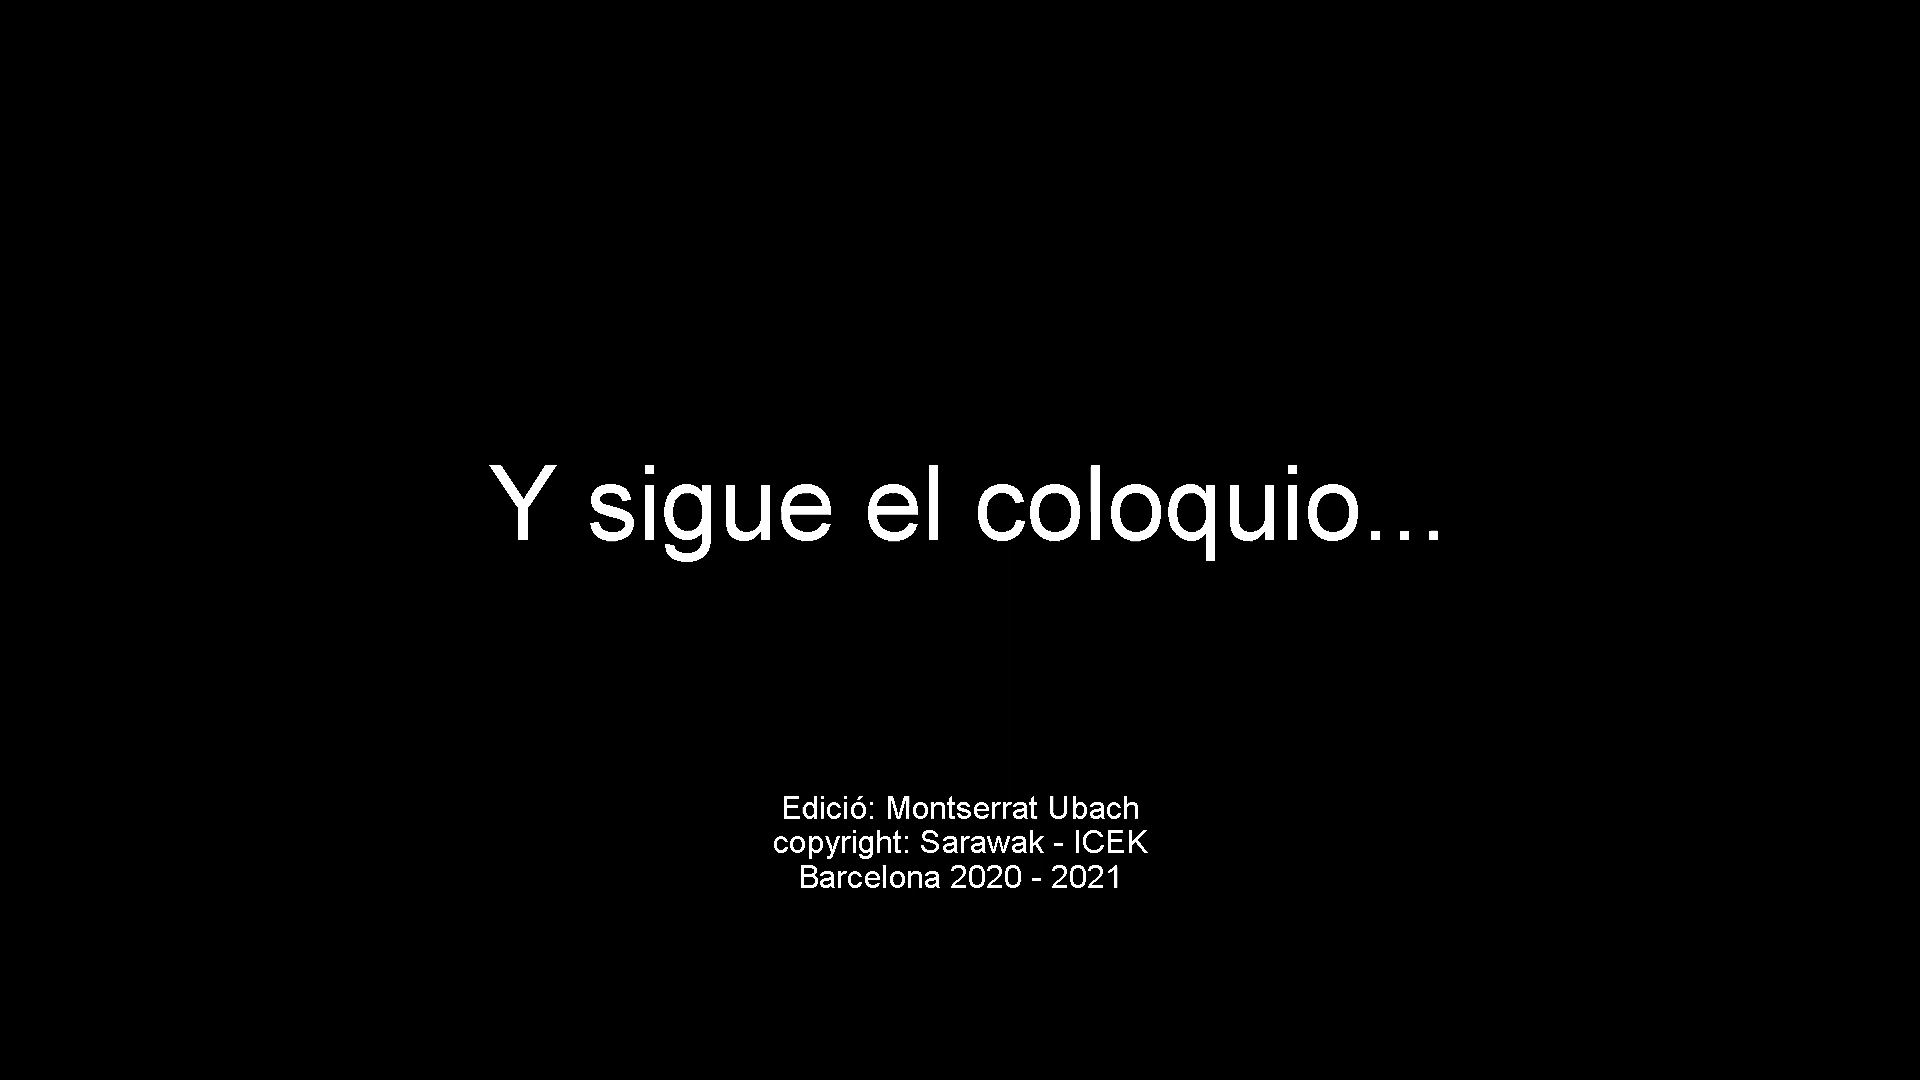 Y sigue el coloquio...
Edició: Montserrat Ubach
copyright: Sarawak - ICEK
Barcelona 2020 - 2021